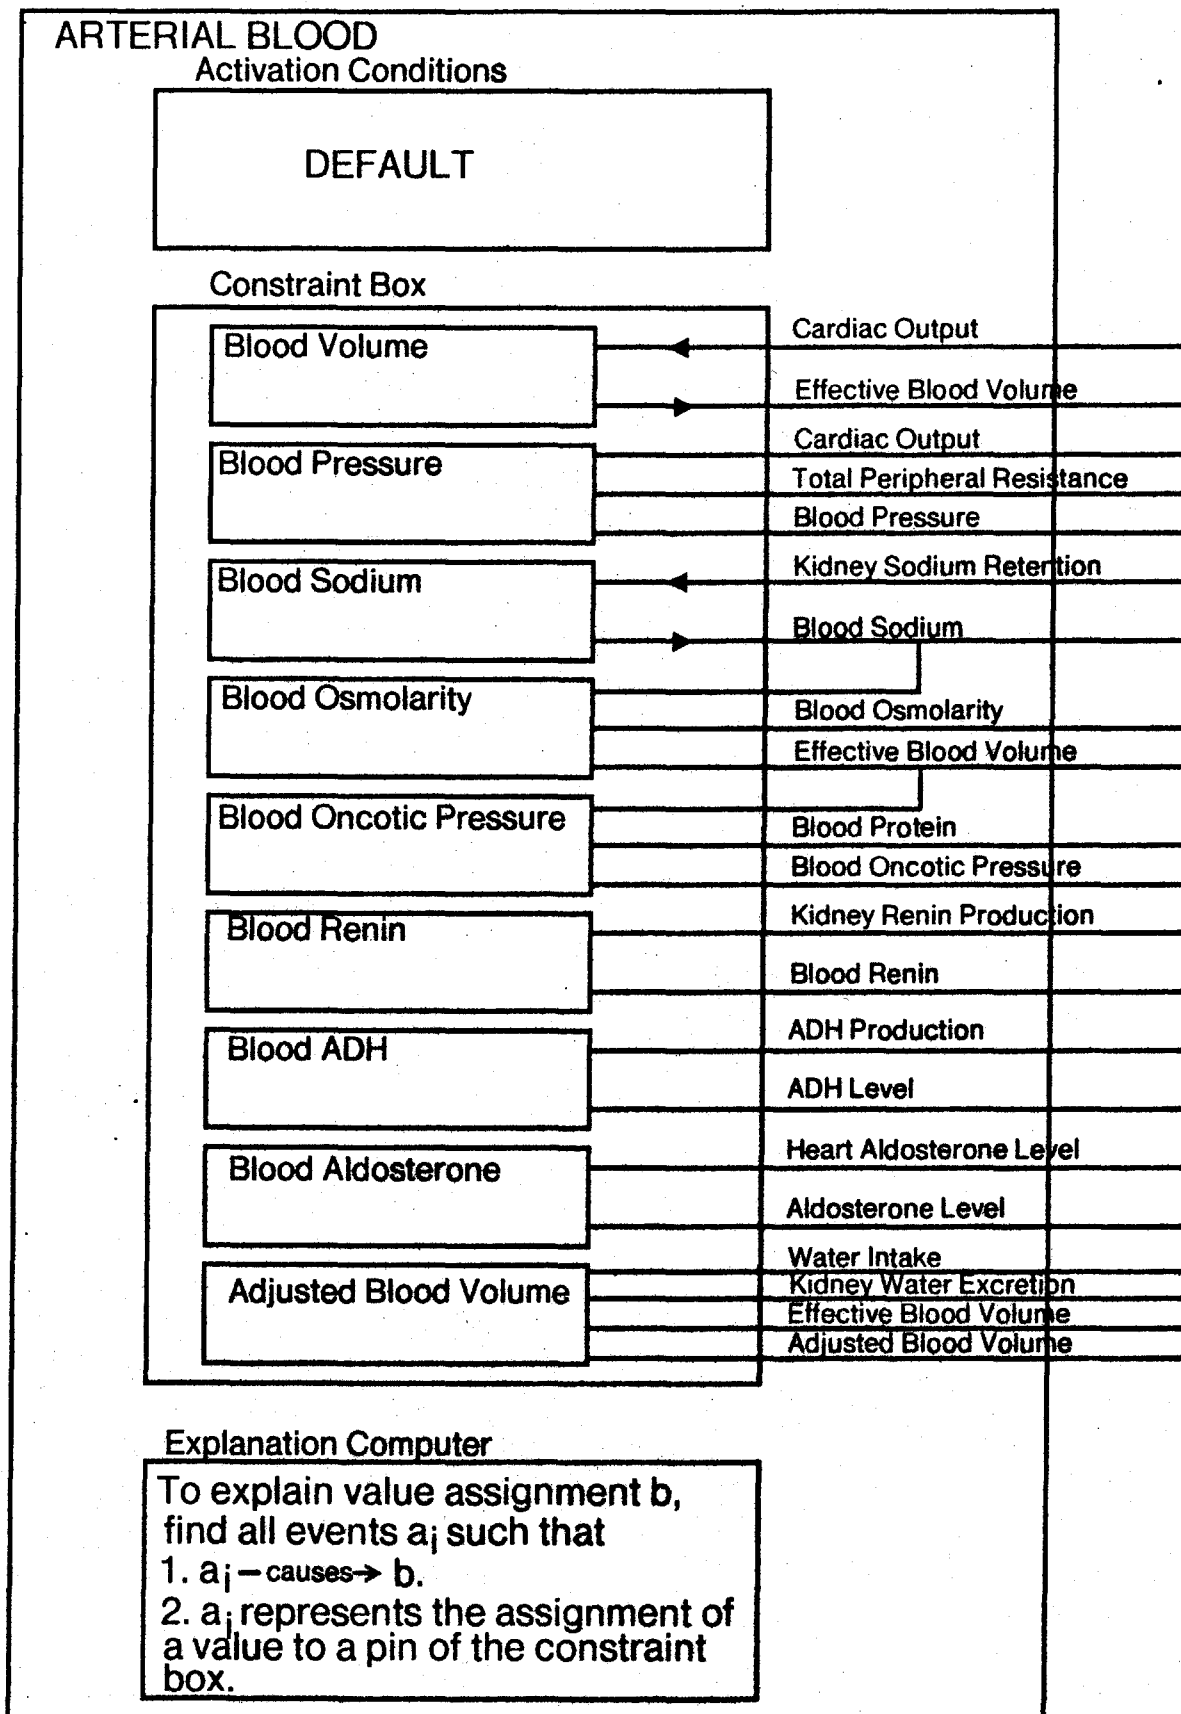 ARTERIAL BLOOD
Activation Conditions
DEFAULT
Constraint Box
Blood Volume
Cardiac Output
Effective Blood Volume
Blood Pressure
Cardiac Output
Total Peripheral Resistance
Blood Pressure
Blood Sodium
Kidney Sodium Retention
Blood Sodium
Blood Osmolarity
Blood Osmolarity
Effective Blood Volume
Blood Oncotic Pressure
Blood Protein
Blood Oncotic Pressure
Blood Renin
Kidney Renin Production
Blood Renin
Blood ADH
ADH Production
ADH Level
Blood Aldosterone
Heart Aldosterone Level
Aldosterone Level
Adjusted Blood Volume
Water Intake
Kidney Water Excretion
Effective Blood Volume
Adjusted Blood Volume
Explanation Computer
To explain value assignment b,
find all events ai such that
1. ai –causes→ b.
2. ai represents the assignment of
a value to a pin of the constraint
box.